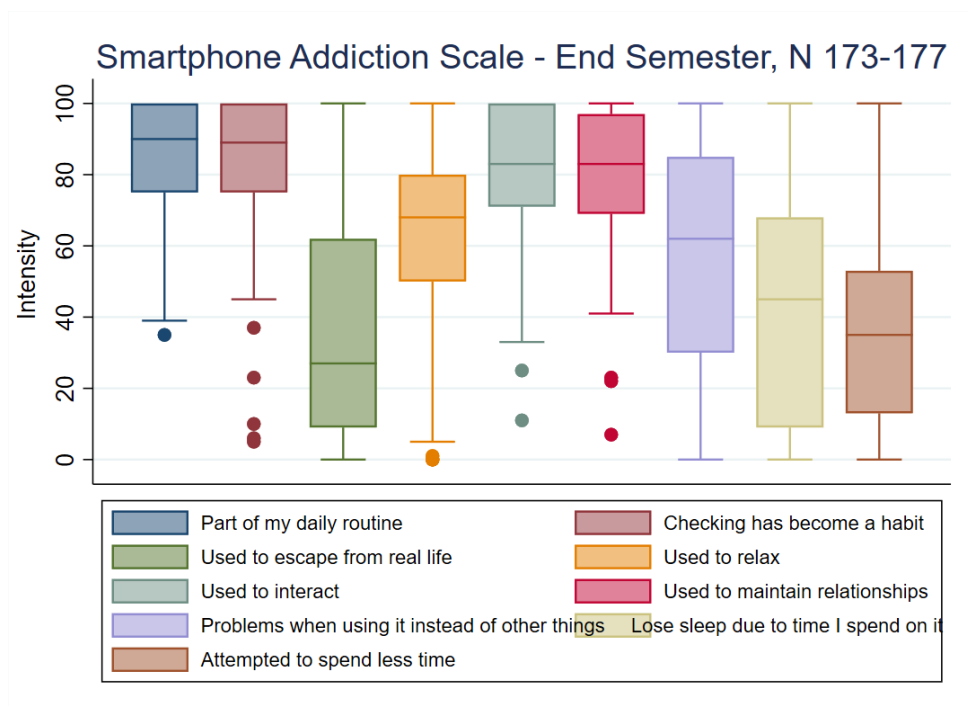 Smartphone Addiction Scale - End Semester, N 173-177
Intensity
100
80
60
40
20
0
Part of my daily routine
Checking has become a habit
Used to escape from real life
Used to relax
Used to interact
Used to maintain relationships
Problems when using it instead of other things
Lose sleep due to time I spend on it
Attempted to spend less time